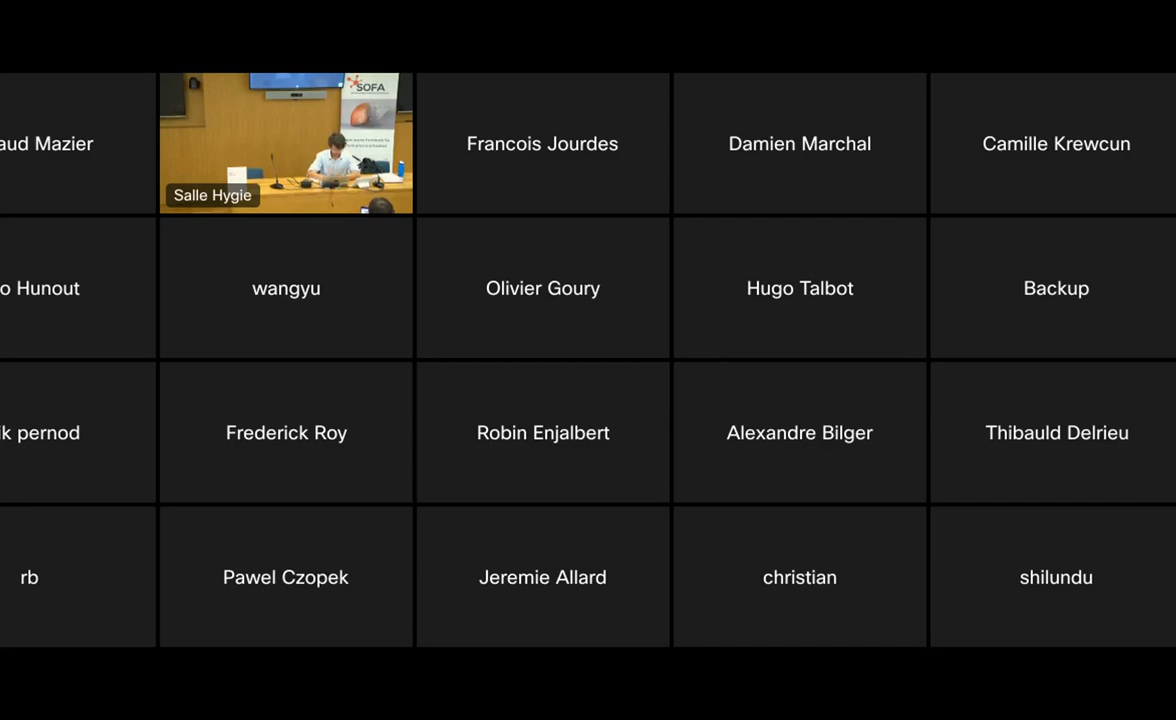 aud Mazier
SOFA
Salle Hygie
Francois Jourdes
Damien Marchal
Camille Krewcun
o Hunout
wangyu
Olivier Goury
Hugo Talbot
Backup
ik pernod
Frederick Roy
Robin Enjalbert
Alexandre Bilger
Thibauld Delrieu
rb
Pawel Czopek
Jeremie Allard
christian
shilundu